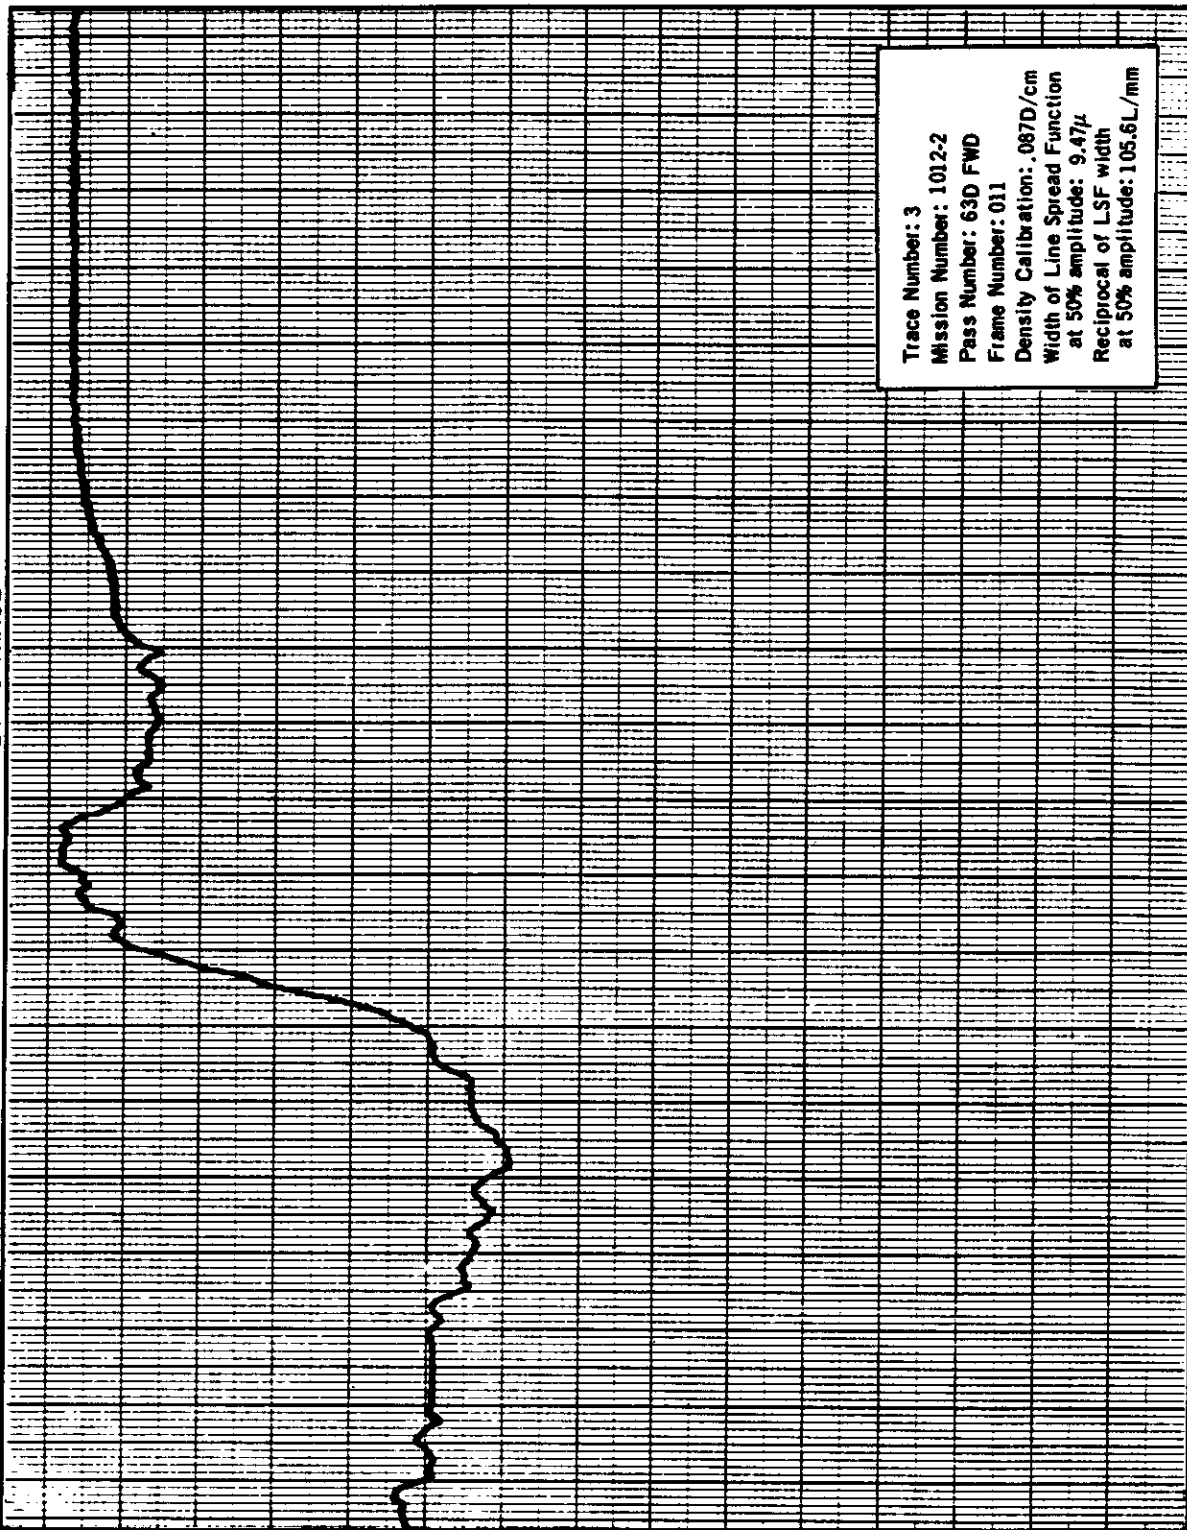 Trace Number: 3
Mission Number: 1012-2
Pass Number: 63D FWD
Frame Number: 011
Density Calibration: .087D/cm
Width of Line Spread Function
at 50% amplitude: 9.47μ
Reciprocal of LSF width
at 50% amplitude: 105.6L/mm